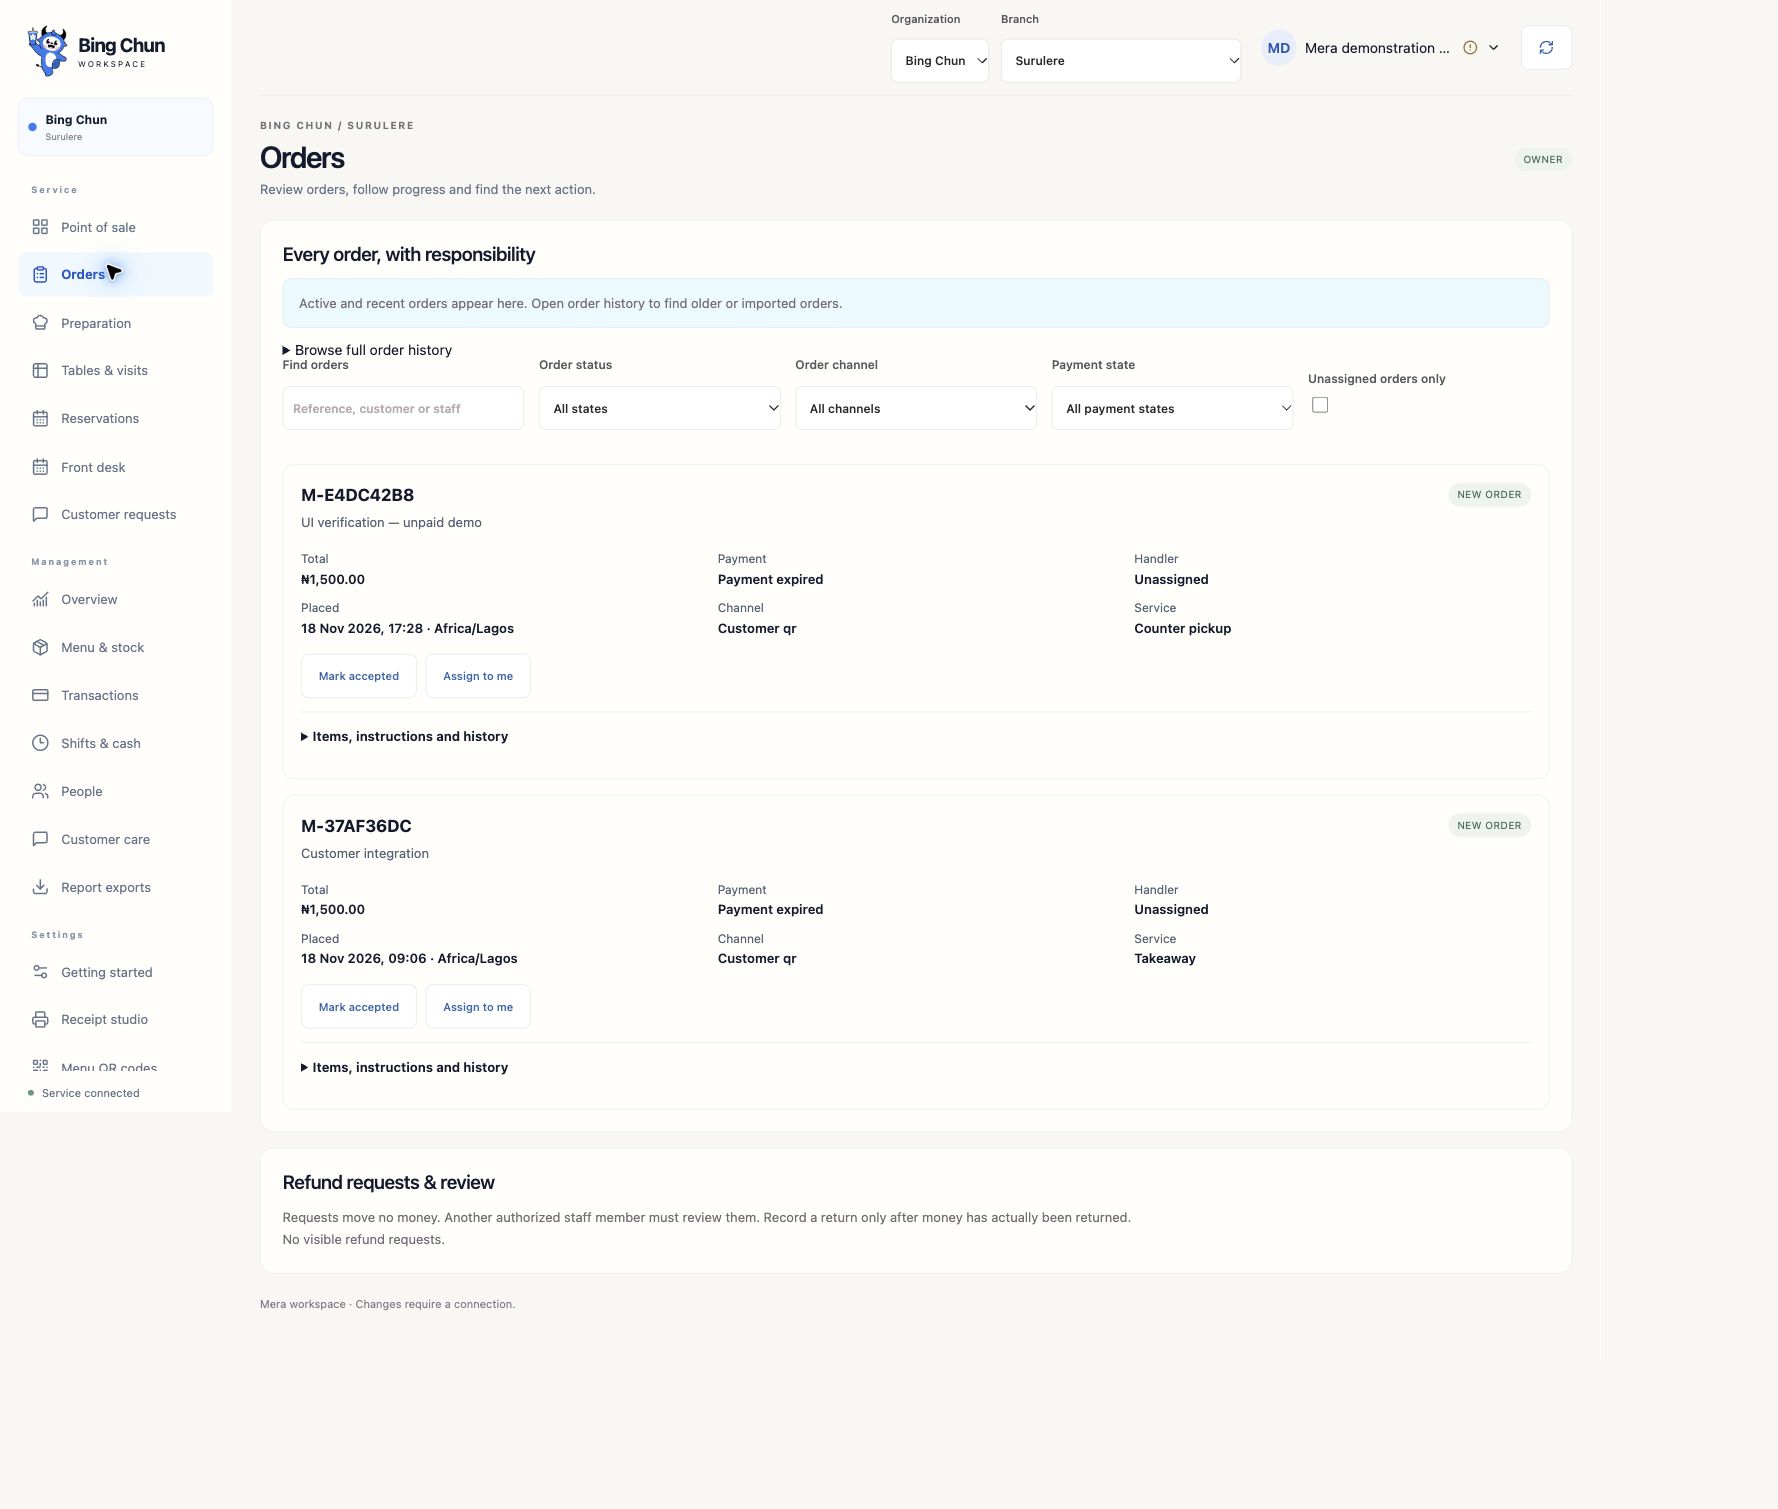 Bing Chun
WORKSPACE
Bing Chun
Surulere
Service
Point of sale
Orders
Preparation
Tables & visits
Reservations
Front desk
Customer requests
Management
Overview
Menu & stock
Transactions
Shifts & cash
People
Customer care
Report exports
Settings
Getting started
Receipt studio
Menu QR codes
Service connected
Organization
Branch
Bing Chun
Surulere
MD
Mera demonstration ...
BING CHUN / SURULERE
Orders
OWNER
Review orders, follow progress and find the next action.
Every order, with responsibility
Active and recent orders appear here. Open order history to find older or imported orders.
Browse full order history
Find orders
Order status
Order channel
Payment state
Unassigned orders only
Reference, customer or staff
All states
All channels
All payment states
M-E4DC42B8
NEW ORDER
UI verification — unpaid demo
Total
Payment
Handler
₦1,500.00
Payment expired
Unassigned
Placed
Channel
Service
18 Nov 2026, 17:28 · Africa/Lagos
Customer qr
Counter pickup
Mark accepted
Assign to me
Items, instructions and history
M-37AF36DC
NEW ORDER
Customer integration
Total
Payment
Handler
₦1,500.00
Payment expired
Unassigned
Placed
Channel
Service
18 Nov 2026, 09:06 · Africa/Lagos
Customer qr
Takeaway
Mark accepted
Assign to me
Items, instructions and history
Refund requests & review
Requests move no money. Another authorized staff member must review them. Record a return only after money has actually been returned.
No visible refund requests.
Mera workspace · Changes require a connection.